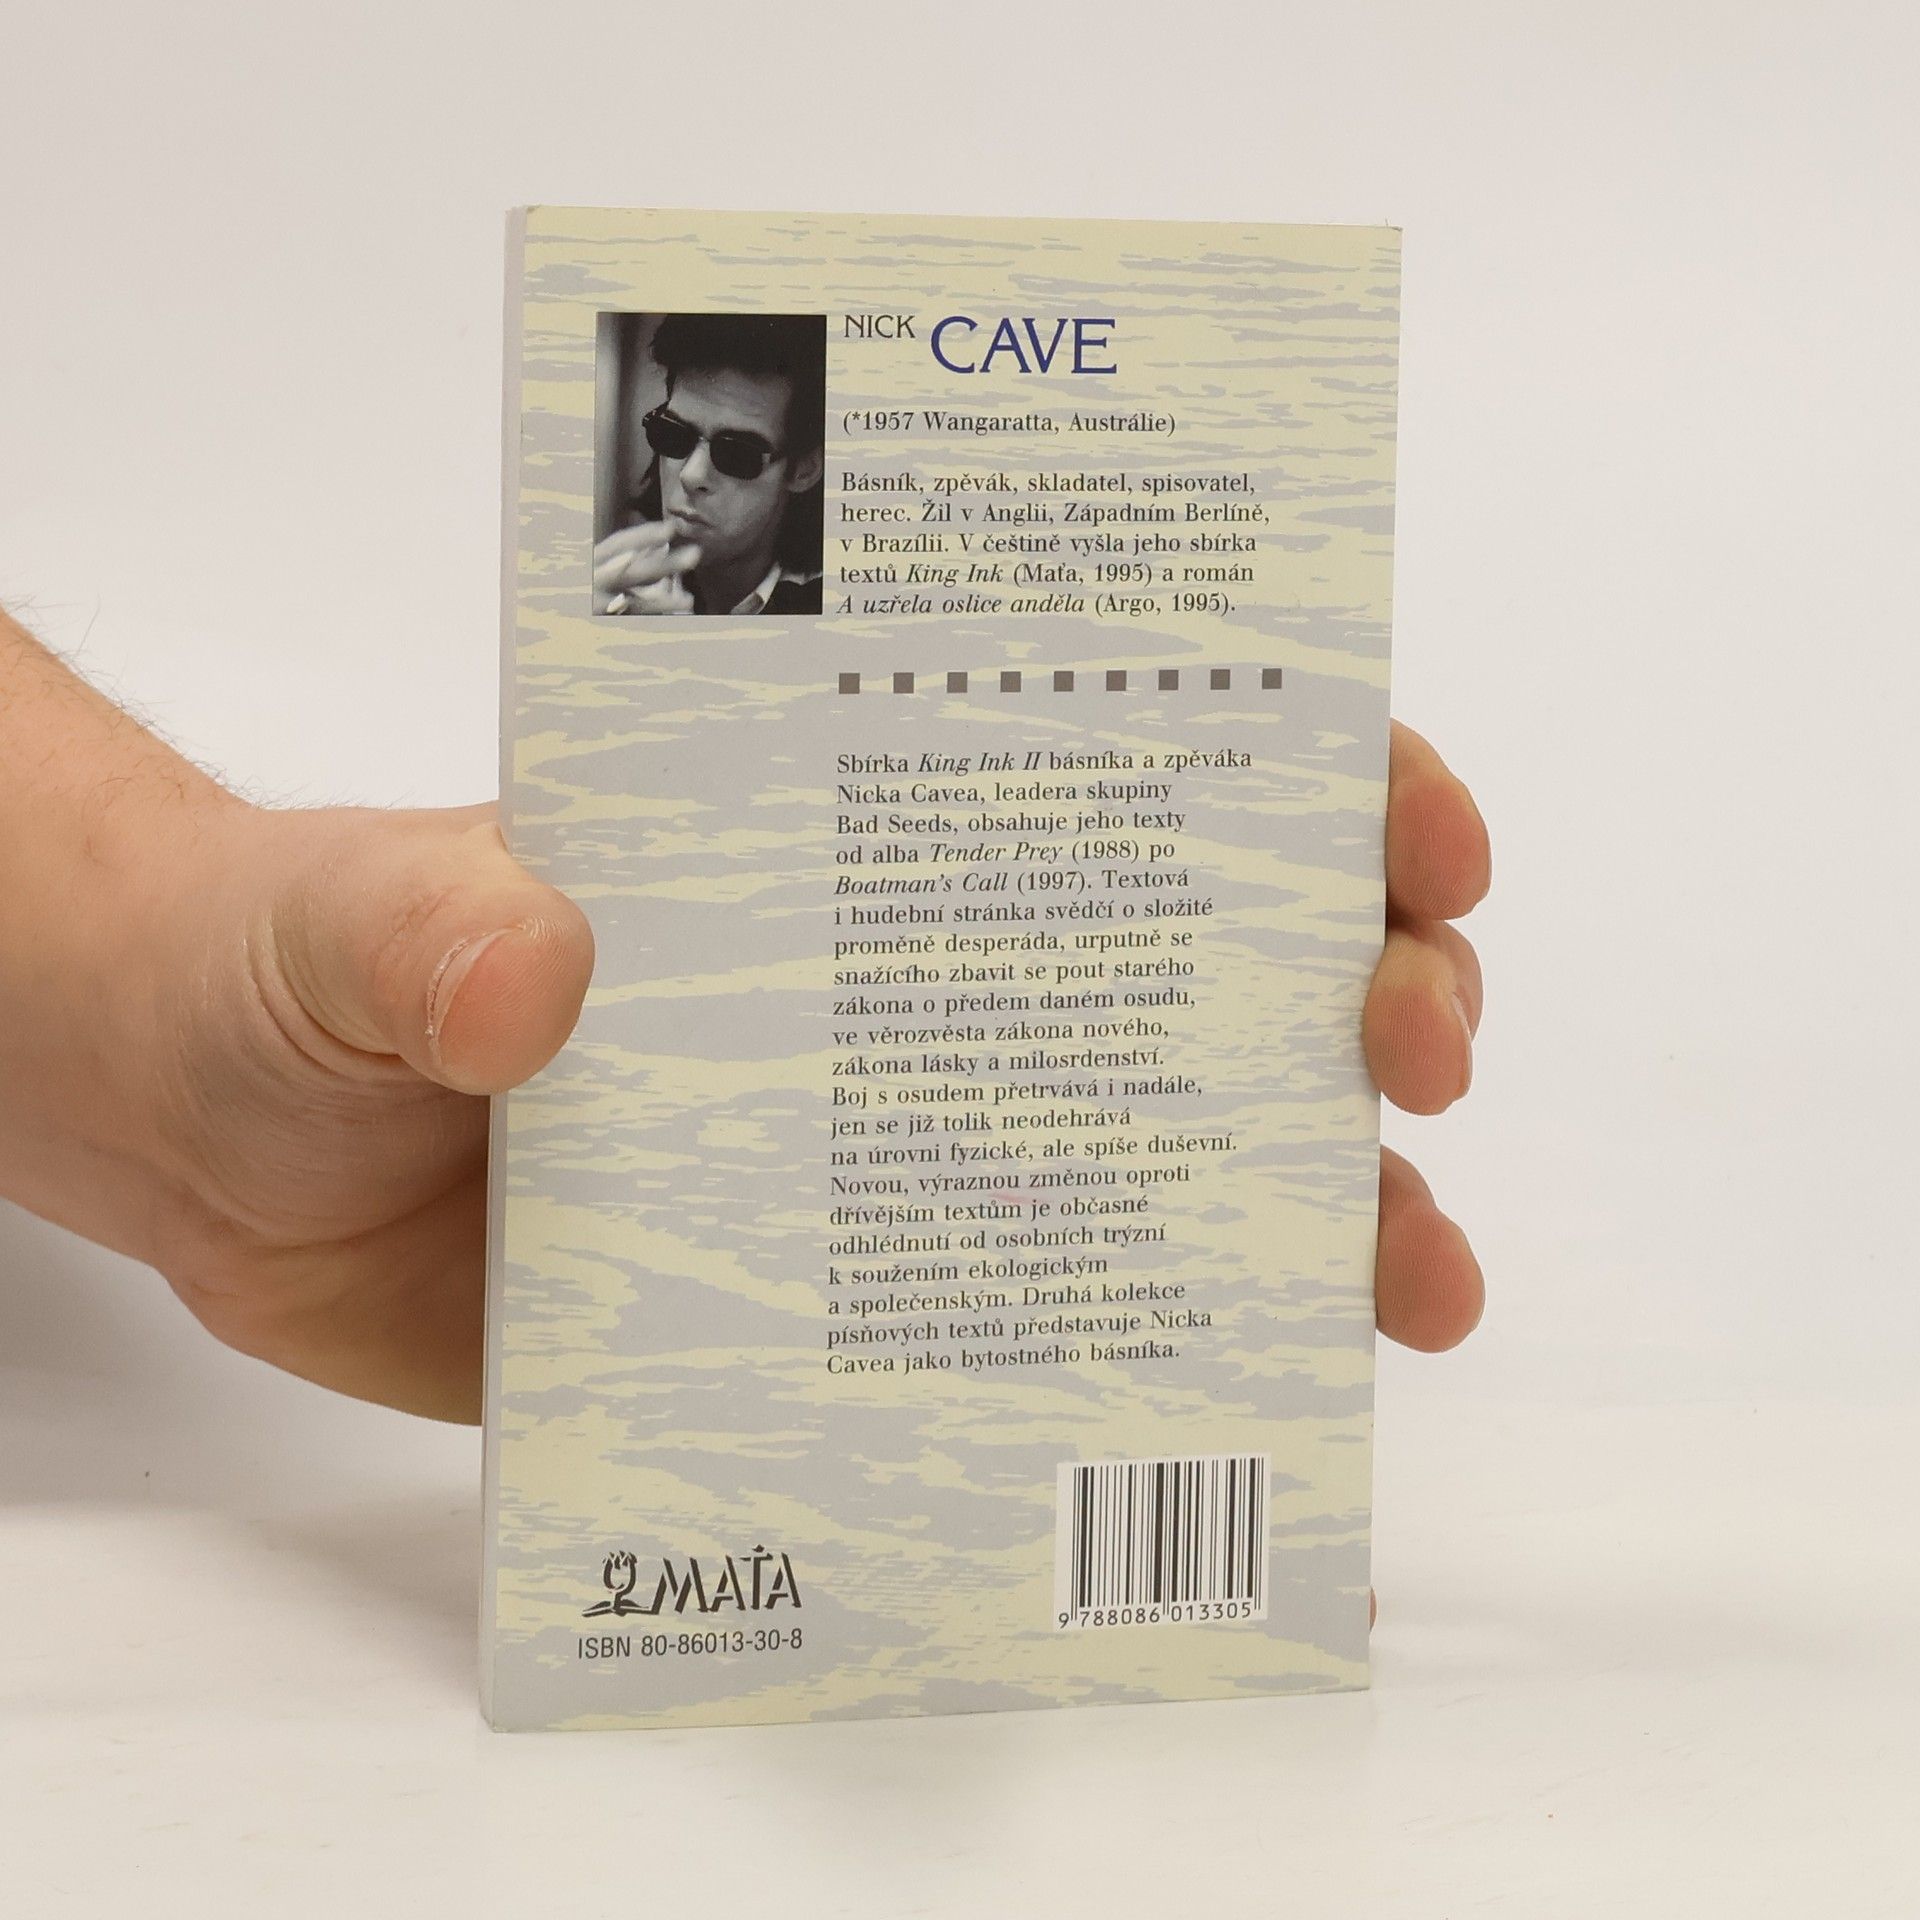 NICK CAVE
(*1957 Wangaratta, Austrálie)
Básník, zpěvák, skladatel, spisovatel,
herec. Žil v Anglii, Západním Berlíně,
v Brazílii. V češtině vyšla jeho sbírka
textů King Ink (Maťa, 1995) a román
A uzřela oslice anděla (Argo, 1995).
Sbírka King Ink II básníka a zpěváka
Nicka Cavea, leadera skupiny
Bad Seeds, obsahuje jeho texty
od alba Tender Prey (1988) po
Boatman's Call (1997). Textová
i hudební stránka svědčí o složité
proměně desperáda, urputně se
snažícího zbavit se pout starého
zákona o předem daném osudu,
ve věrozvěsta zákona nového,
zákona lásky a milosrdenství.
Boj s osudem přetrvává i nadále,
jen se již tolik neodehrává
na úrovni fyzické, ale spíše duševní.
Novou, výraznou změnou oproti
dřívějším textům je občasné
odhlédnutí od osobních trýzní
k soužením ekologickým
a společenským. Druhá kolekce
písňových textů představuje Nicka
Cavea jako bytostného básníka.
MAŤA
ISBN 80-86013-30-8
9 788086 013305